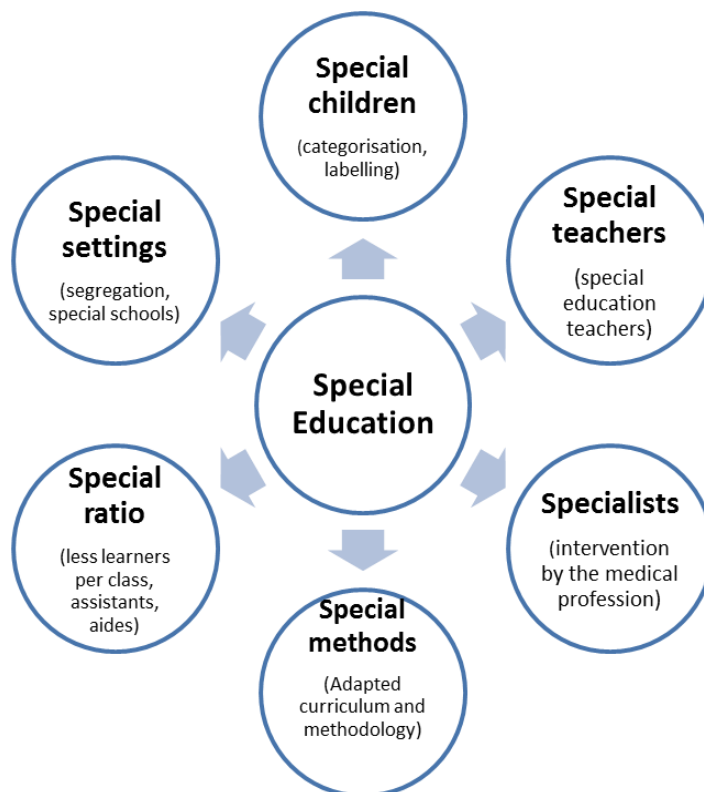 Special
children
(categorisation,
labelling)
Special
teachers
(special
education
teachers)
Specialists
(intervention
by the medical
profession)
Special
methods
(Adapted
curriculum and
methodology)
Special
ratio
(less learners
per class,
assistants,
aides)
Special
settings
(segregation,
special schools)
Special
Education